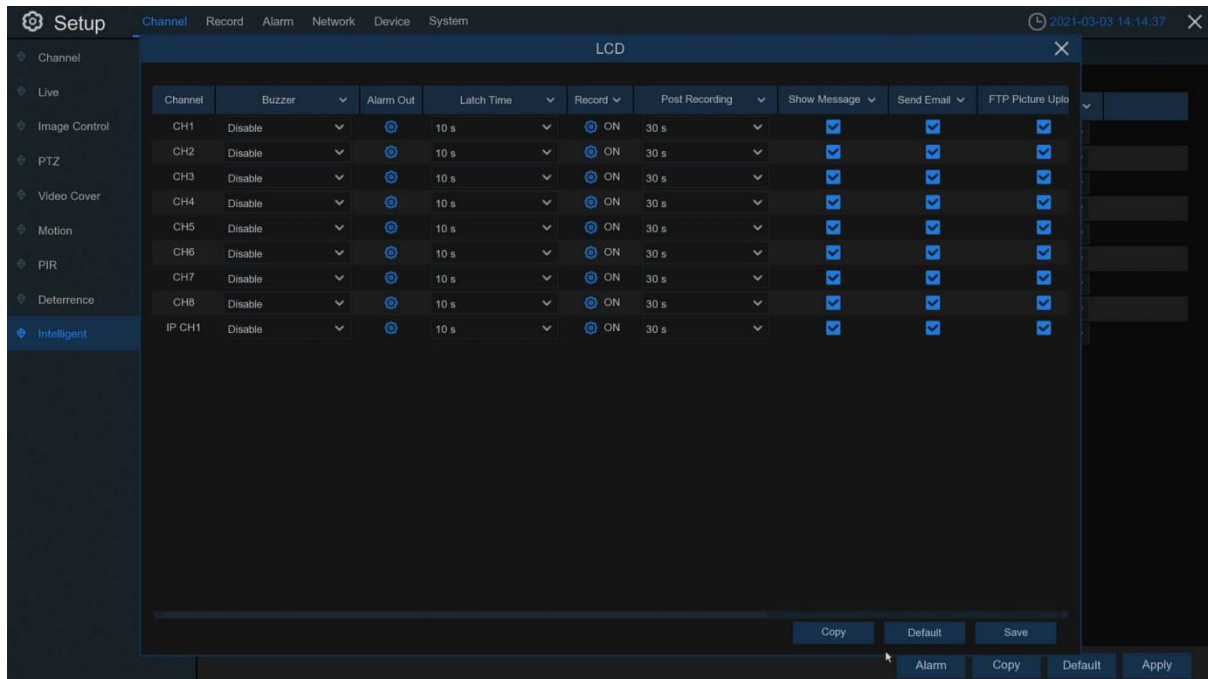 Setup Channel Record Alarm Network Device System 2021-03-03 14:14:37
LCD
Channel
Live
Image Control
PTZ
Video Cover
Motion
PIR
Deterrence
Intelligent
Channel Buzzer Alarm Out Latch Time Record Post Recording Show Message Send Email FTP Picture Uplo
CH1 Disable 10 s ON 30 s
CH2 Disable 10 s ON 30 s
CH3 Disable 10 s ON 30 s
CH4 Disable 10 s ON 30 s
CH5 Disable 10 s ON 30 s
CH6 Disable 10 s ON 30 s
CH7 Disable 10 s ON 30 s
CH8 Disable 10 s ON 30 s
IP CH1 Disable 10 s ON 30 s
Copy Default Save
Alarm Copy Default Apply